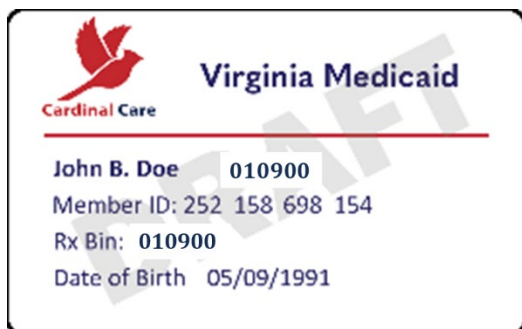 Virginia Medicaid
Cardinal Care
DRAFT
John B. Doe 010900
Member ID: 252 158 698 154
Rx Bin: 010900
Date of Birth 05/09/1991